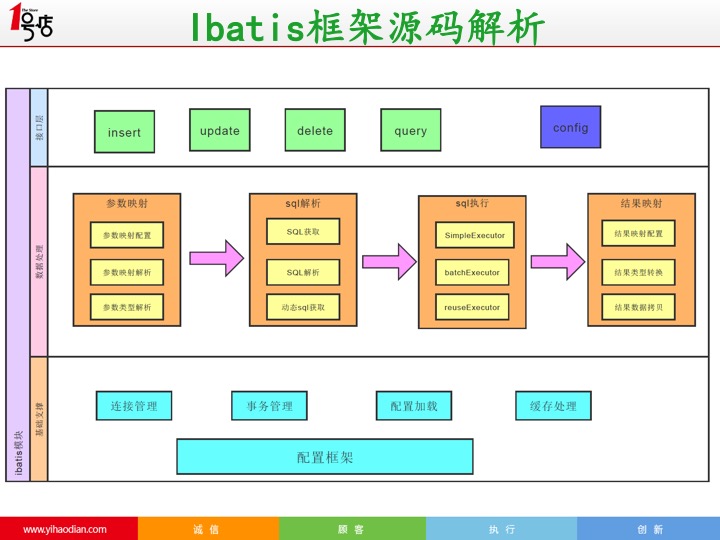 The Store
1号店
Ibatis框架源码解析
接口层
insert
update
delete
query
config
数据处理
参数映射
参数映射配置
参数映射解析
参数类型解析
sql解析
SQL获取
SQL解析
动态sql获取
sql执行
SimpleExecutor
batchExecutor
reuseExecutor
结果映射
结果映射配置
结果类型转换
结果数据拷贝
ibatis模块
基础支撑
连接管理
事务管理
配置加载
缓存处理
配置框架
www.yihaodian.com
诚 信
顾 客
执 行
创 新